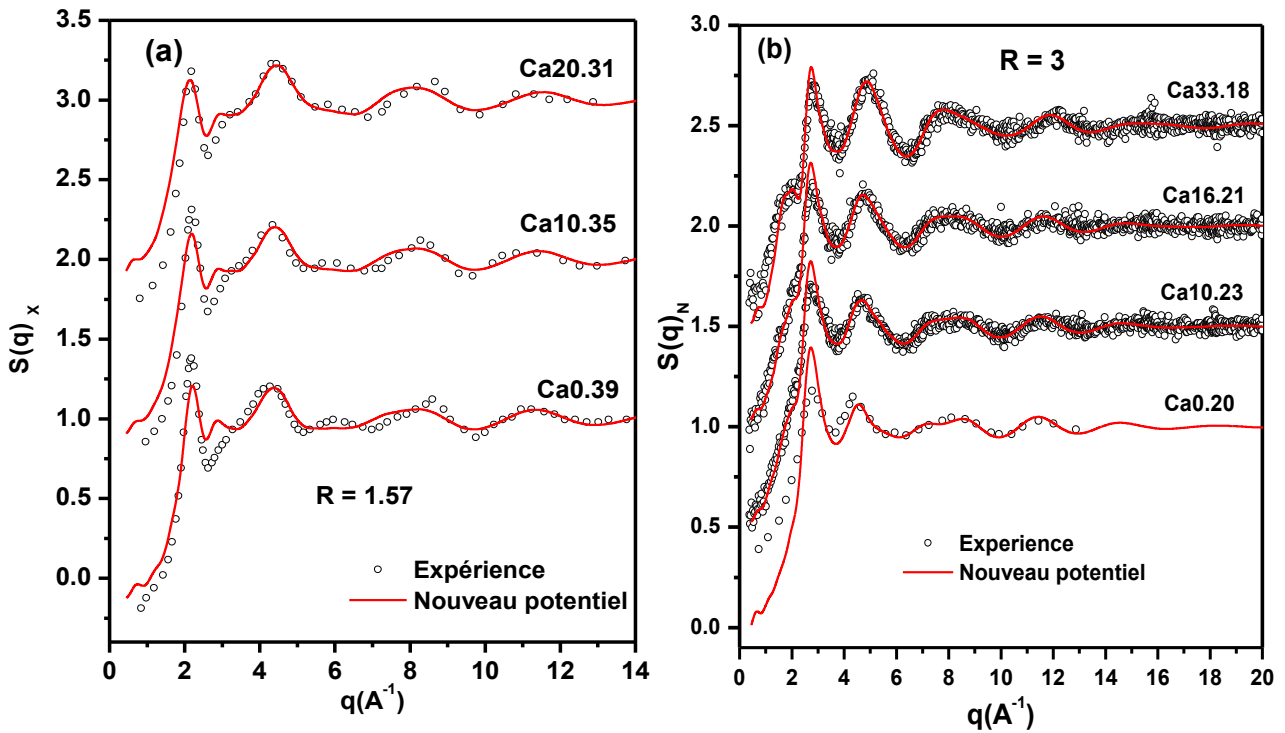 (a)
Ca20.31
Ca10.35
Ca0.39
R = 1.57
Expérience
Nouveau potentiel
S(q)X
3.5
3.0
2.5
2.0
1.5
1.0
0.5
0.0
0 2 4 6 8 10 12 14
q(A-1)
(b)
R = 3
Ca33.18
Ca16.21
Ca10.23
Ca0.20
Experience
Nouveau potentiel
S(q)N
3.0
2.5
2.0
1.5
1.0
0.5
0.0
0 2 4 6 8 10 12 14 16 18 20
q(A-1)